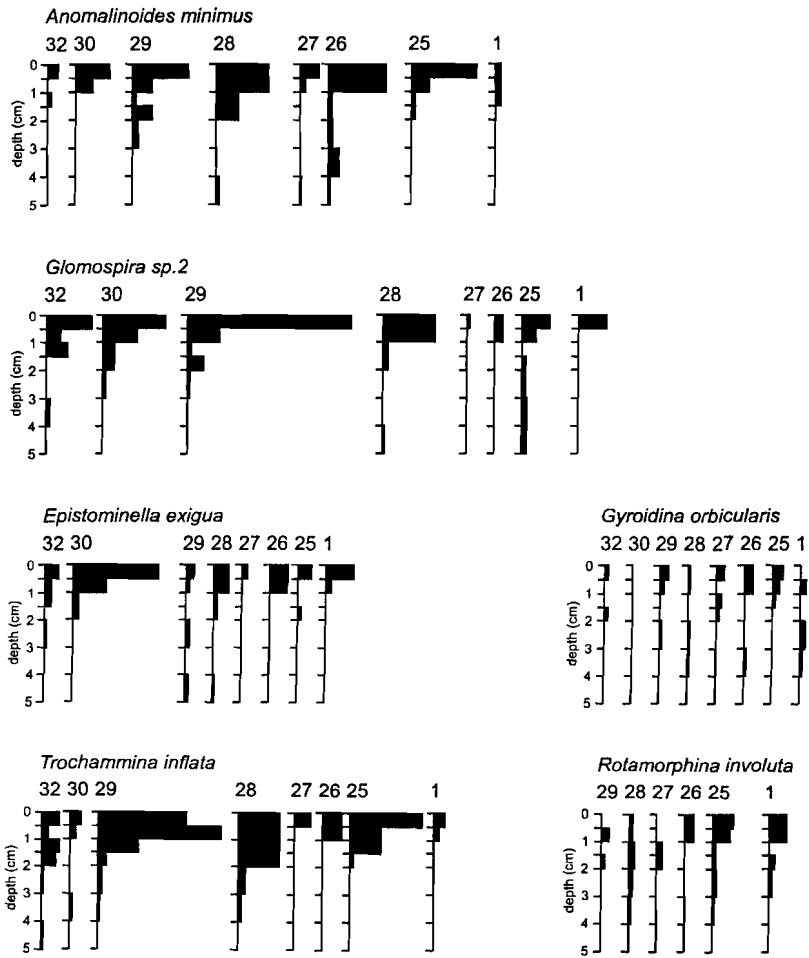 Anomalinoides minimus
32 30 29 28 27 26 25 1
0
1
2
3
4
5
depth (cm)
Glomospira sp.2
32 30 29 28 27 26 25 1
0
1
2
3
4
5
depth (cm)
Epistominella exigua
32 30 29 28 27 26 25 1
0
1
2
3
4
5
depth (cm)
Gyroidina orbicularis
32 30 29 28 27 26 25 1
0
1
2
3
4
5
depth (cm)
Trochammina inflata
32 30 29 28 27 26 25 1
0
1
2
3
4
5
depth (cm)
Rotamorphina involuta
29 28 27 26 25 1
0
1
2
3
4
5
depth (cm)